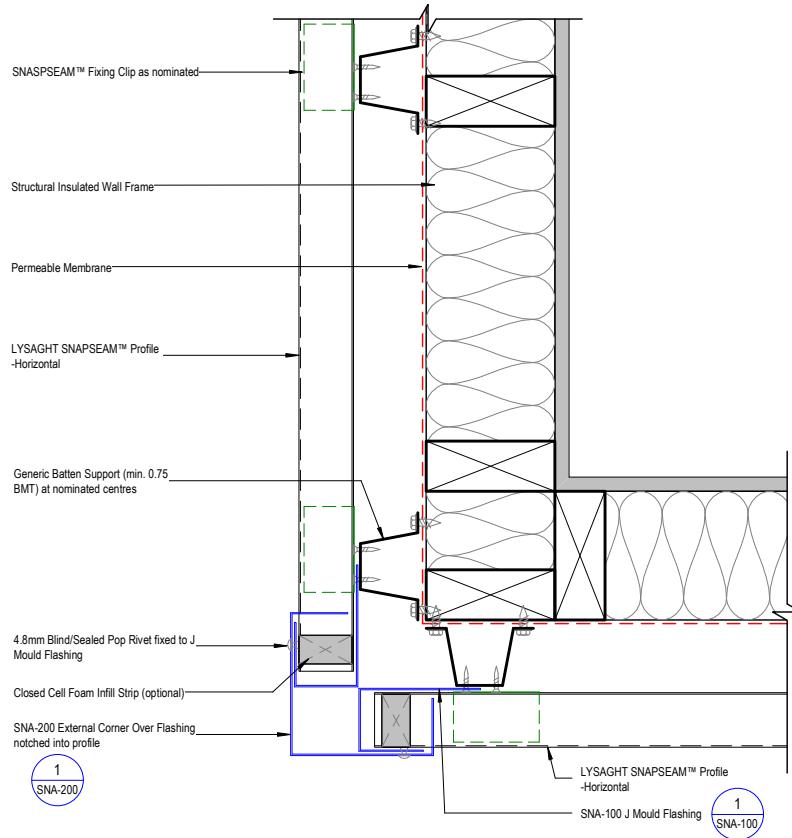 SNASPSEAM™ Fixing Clip as nominated
Structural Insulated Wall Frame
Permeable Membrane
LYSAGHT SNAPSEAM™ Profile
-Horizontal
Generic Batten Support (min. 0.75
BMT) at nominated centres
4.8mm Blind/Sealed Pop Rivet fixed to J
Mould Flashing
Closed Cell Foam Infill Strip (optional)
SNA-200 External Corner Over Flashing
notched into profile
1
SNA-200
LYSAGHT SNAPSEAM™ Profile
-Horizontal
SNA-100 J Mould Flashing
1
SNA-100